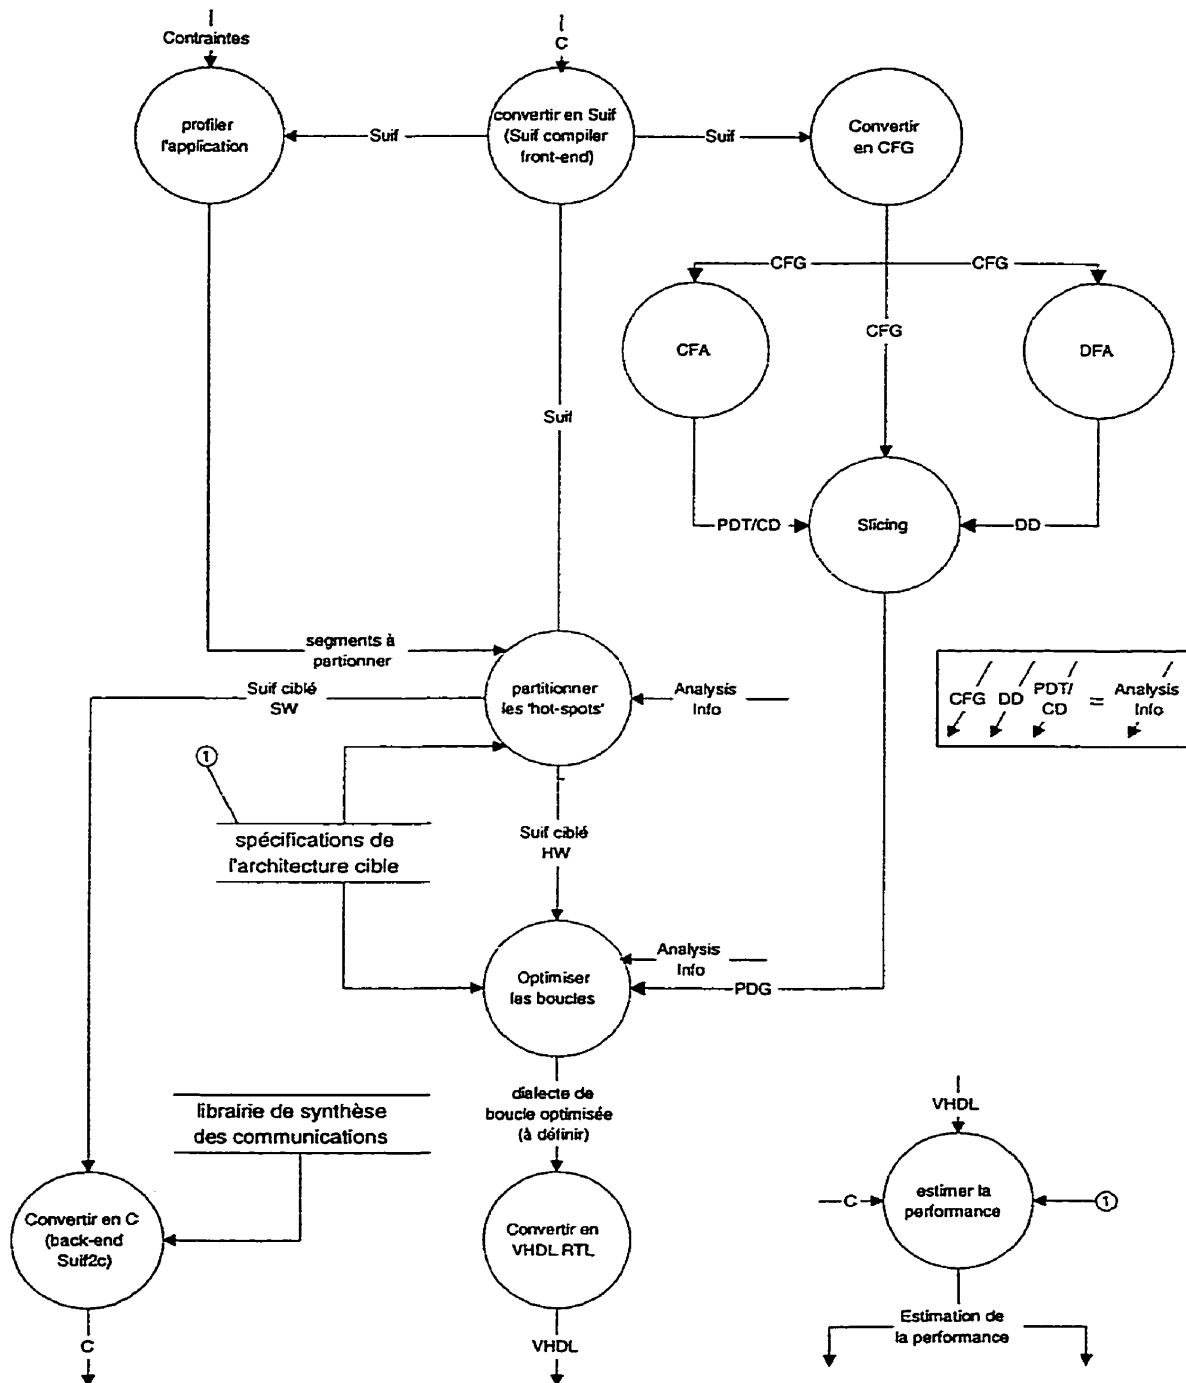 Contraintes
C
profiler
l'application
Suif
convertir en Suif
(Suif compiler
front-end)
Suif
Convertir
en CFG
CFG
CFG
CFG
CFA
DFA
Suif
PDT/CD
Slicing
DD
segments à
partionner
Suif ciblé
SW
partitionner
les 'hot-spots'
Analysis
Info
CFG DD PDT/
CD = Analysis
Info
1
spécifications de
l'architecture cible
Suif ciblé
HW
Analysis
Info
Optimiser
les boucles
PDG
dialecte de
boucle optimisée
(à définir)
librairie de synthèse
des communications
VHDL
Convertir en C
(back-end
Suif2c)
Convertir en
VHDL RTL
C
estimer la
performance
1
Estimation de
la performance
C
VHDL